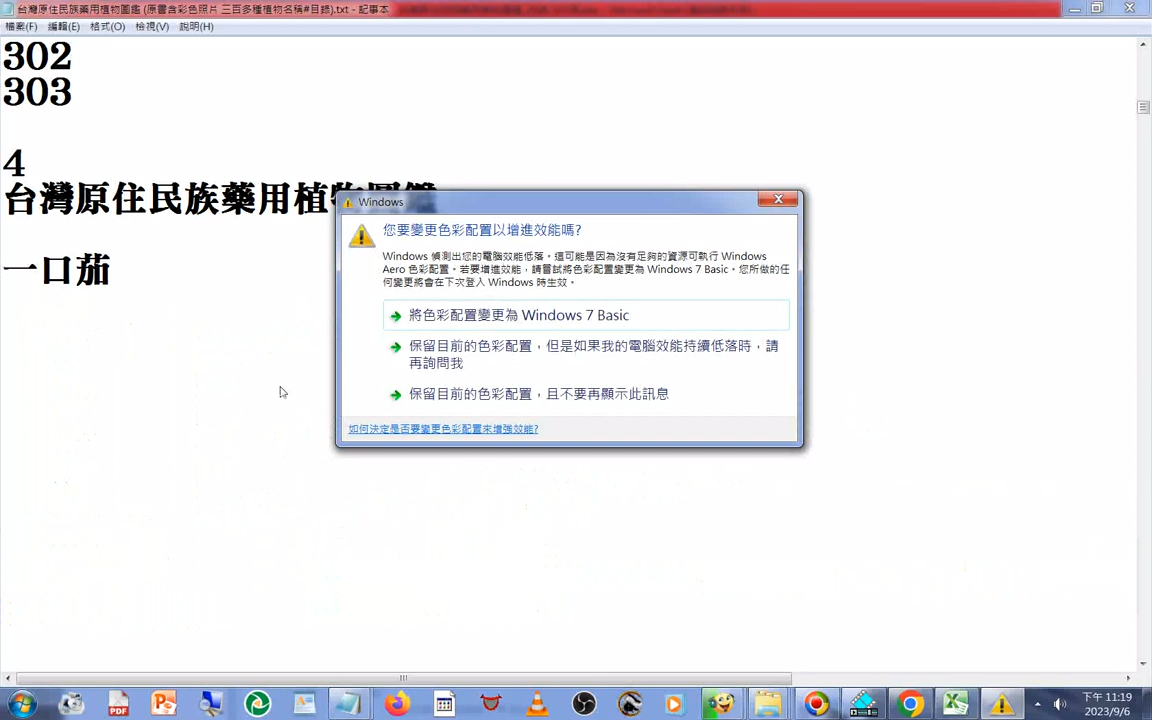 台灣原住民族藥用植物圖鑑 (原書含彩色照片 三百多種植物名稱#目錄).txt - 記事本
檔案(F) 編輯(E) 格式(O) 檢視(V) 說明(H)
302
303
4
台灣原住民族藥用植物圖鑑
一口茄
Windows
您要變更色彩配置以增進效能嗎?
Windows 偵測出您的電腦效能低落。這可能是因為沒有足夠的資源可執行 Windows
Aero 色彩配置。若要增進效能，請嘗試將色彩配置變更為 Windows 7 Basic。您所做的任
何變更將會在下次登入 Windows 時生效。
將色彩配置變更為 Windows 7 Basic
保留目前的色彩配置，但是如果我的電腦效能持續低落時，請
再詢問我
保留目前的色彩配置，且不要再顯示此訊息
如何決定是否要變更色彩配置來增強效能?
PDF
下午 11:19
2023/9/6